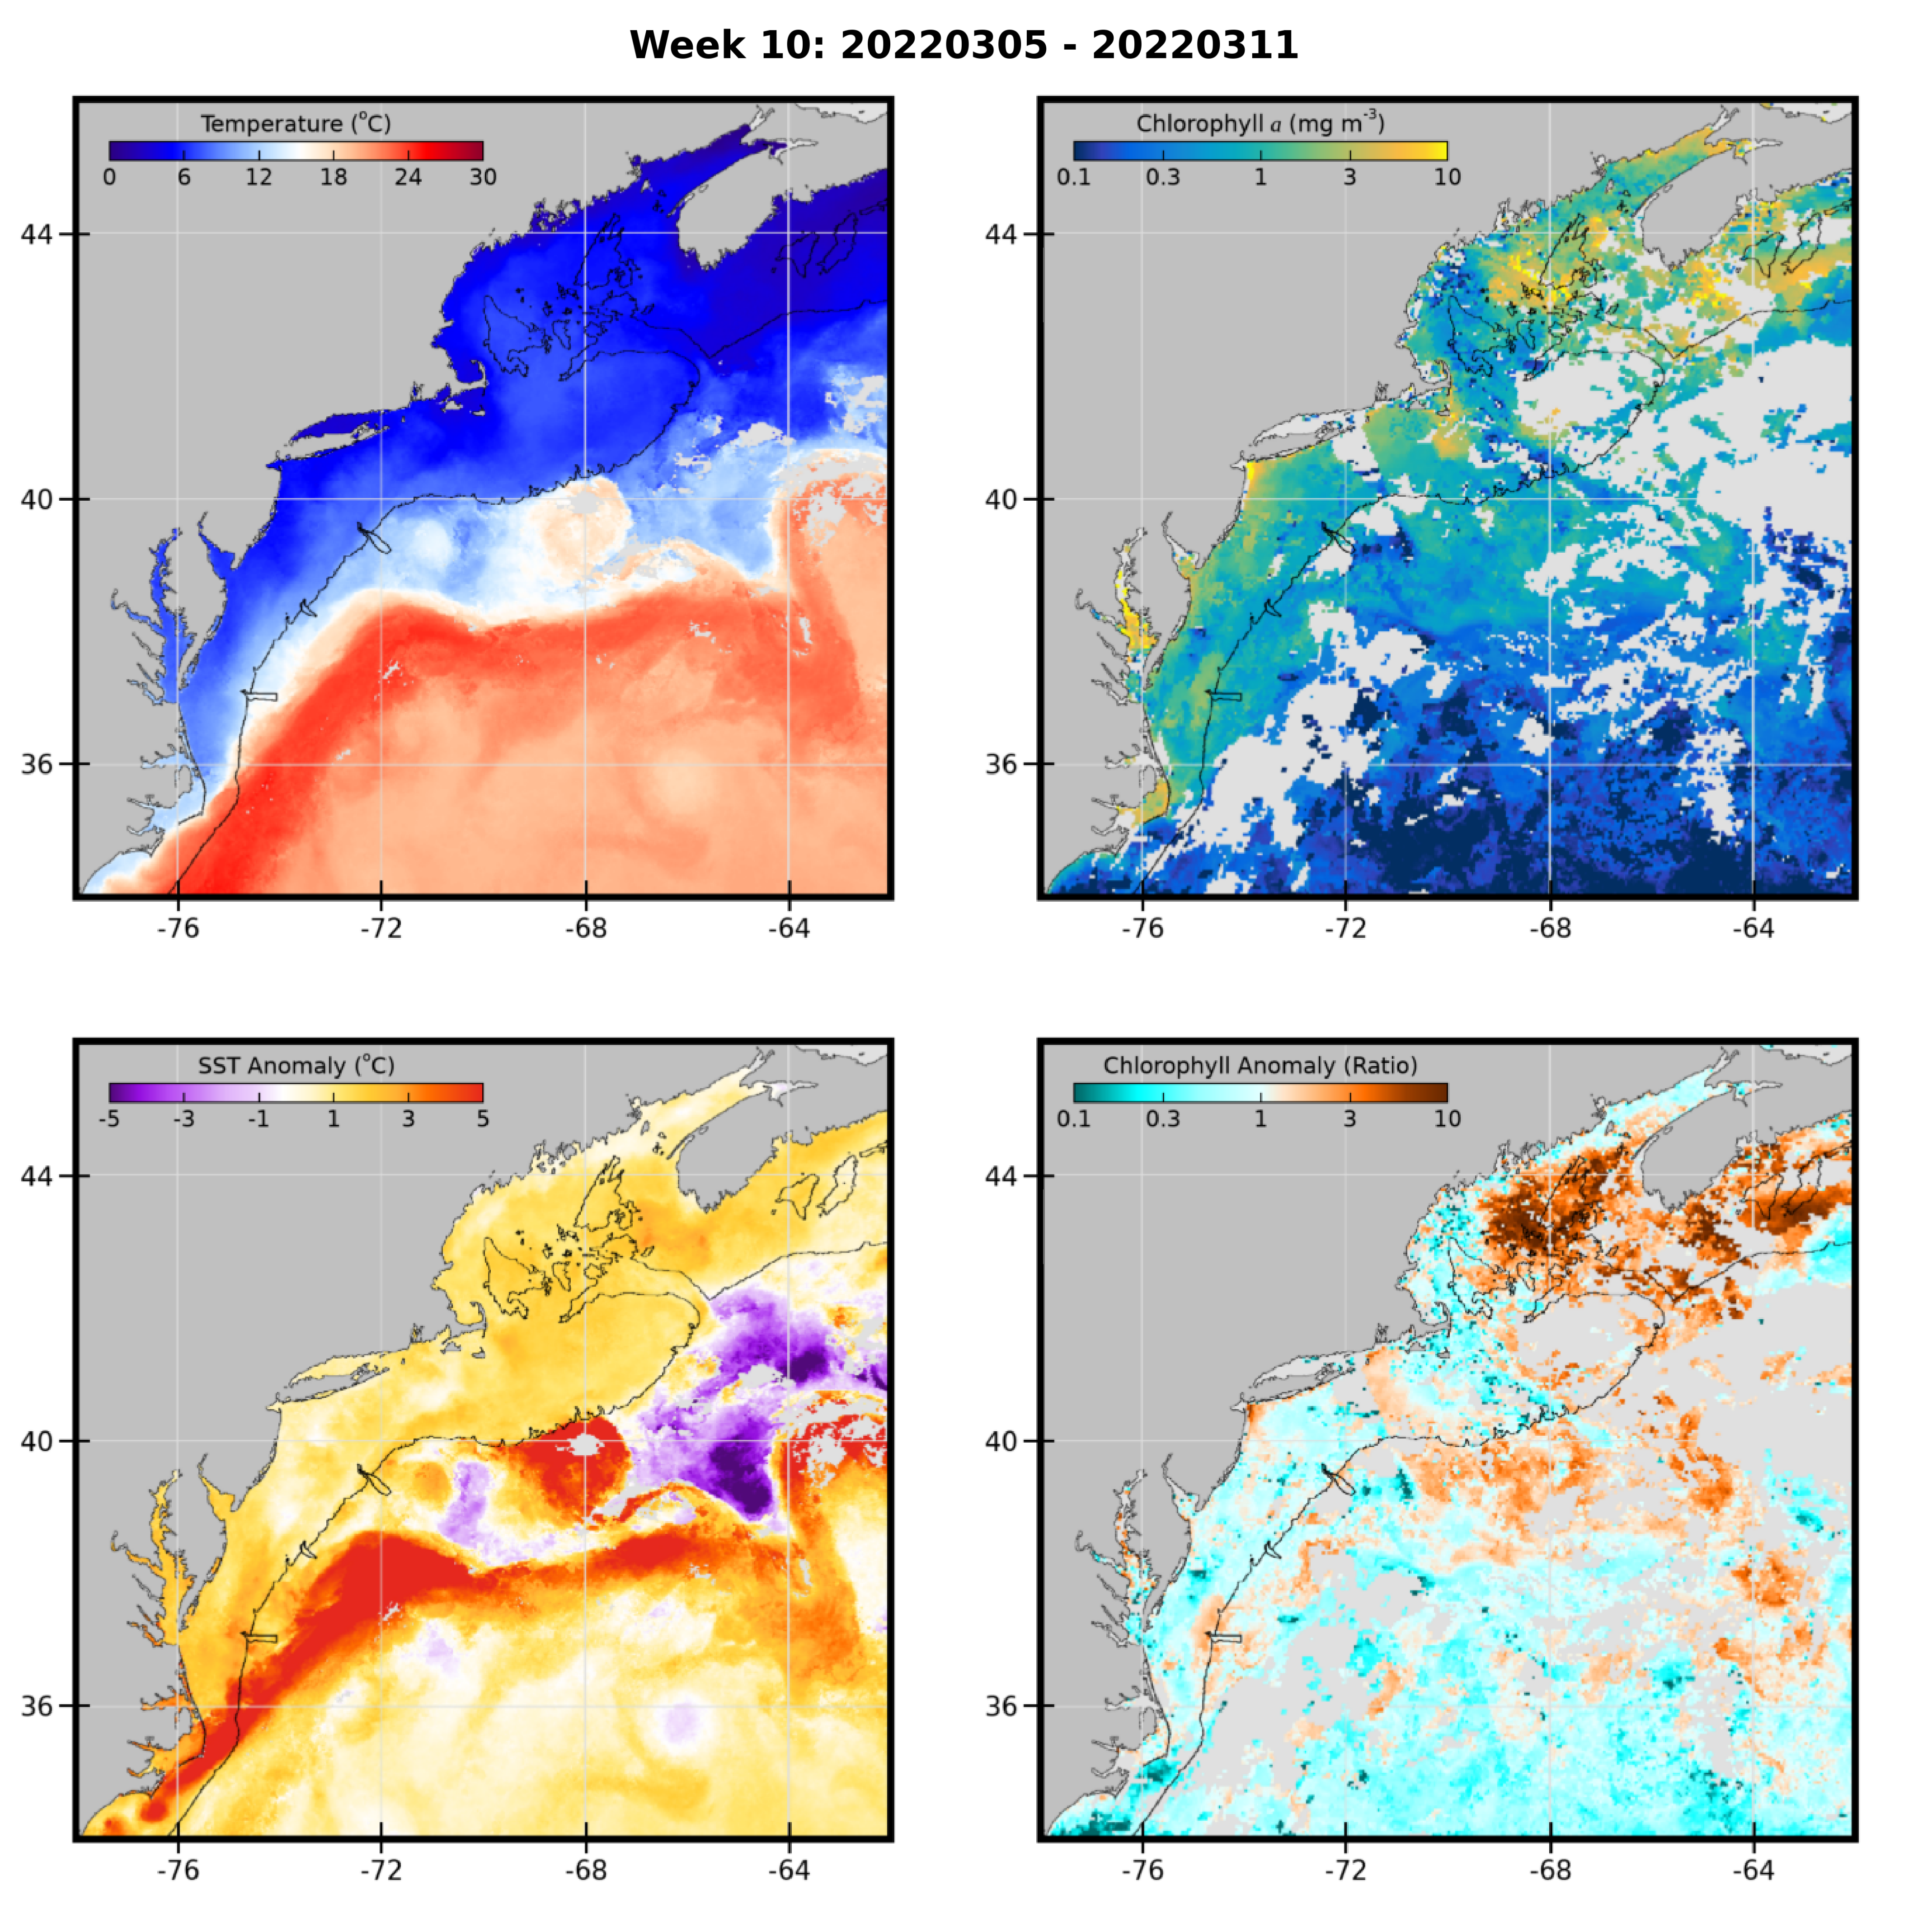 Week 10: 20220305 - 20220311
Temperature (°C)
0 6 12 18 24 30
44
40
36
-76 -72 -68 -64
Chlorophyll a (mg m⁻³)
0.1 0.3 1 3 10
44
40
36
-76 -72 -68 -64
SST Anomaly (°C)
-5 -3 -1 1 3 5
44
40
36
-76 -72 -68 -64
Chlorophyll Anomaly (Ratio)
0.1 0.3 1 3 10
44
40
36
-76 -72 -68 -64